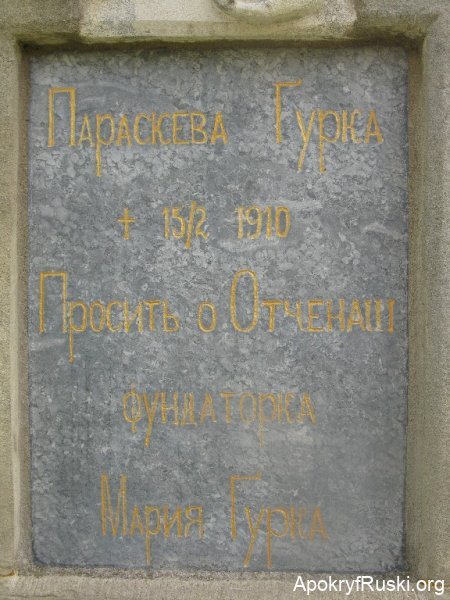 Параскева Гурка
† 15/2 1910
Просить о Отченаш
фундаторка
Мария Гурка
ApokryfRuski.org